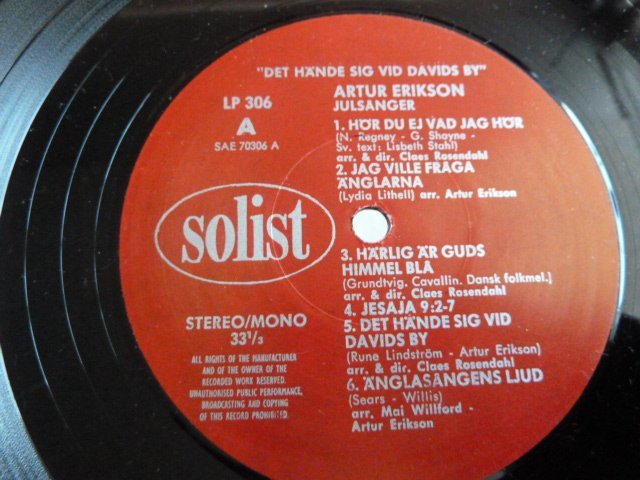 "DET HÄNDE SIG VID DAVIDS BY"
LP 306
A
SAE 70306 A
ARTUR ERIKSON
JULSANGER
1. HÖR DU EJ VAD JAG HÖR
(N. Regney - G. Shayne -
Sv. text: Lisbeth Stahl)
arr. & dir. Claes Rosendahl
2. JAG VILLE FRAGA
ÄNGLARNA
(Lydia Lithell) arr. Artur Erikson
solist
3. HÄRLIG ÄR GUDS
HIMMEL BLA
(Grundtvig. Cavallin. Dansk folkmel.)
arr. & dir. Claes Rosendahl
4. JESAJA 9:2-7
5. DET HÄNDE SIG VID
DAVIDS BY
(Rune Lindström - Artur Erikson)
arr. & dir. Claes Rosendahl
6. ÄNGLASANGENS LJUD
(Sears - Willis)
arr. Mai Willford -
Artur Erikson
STEREO/MONO
33⅓
ALL RIGHTS OF THE MANUFACTURER
AND OF THE OWNER OF THE
RECORDED WORK RESERVED.
UNAUTHORISED PUBLIC PERFORMANCE,
BROADCASTING AND COPYING
OF THIS RECORD PROHIBITED.